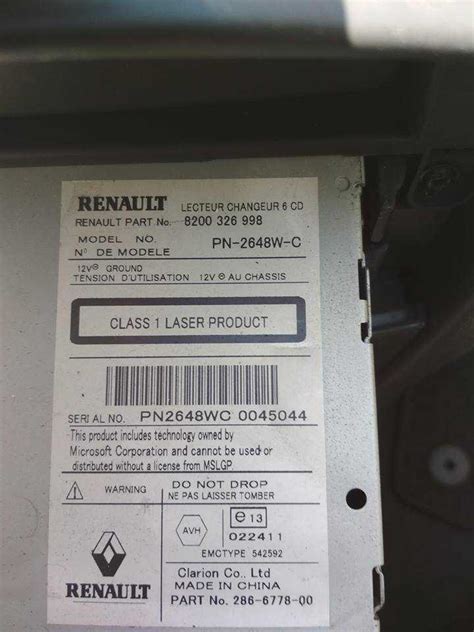 RENAULT LECTEUR CHANGEUR 6 CD
RENAULT PART No. 8200 326 998
MODEL NO. PN-2648W-C
N° DE MODELE
12V⊖ GROUND
TENSION D'UTILISATION 12V ⊖ AU CHASSIS
CLASS 1 LASER PRODUCT
SERIAL NO. PN2648WC 0045044
This product includes technology owned by
Microsoft Corporation and cannot be used or
distributed without a license from MSLGP.
WARNING DO NOT DROP
NE PAS LAISSER TOMBER
AVH e13
022411
EMCTYPE 542592
RENAULT
Clarion Co., Ltd
MADE IN CHINA
PART No. 286-6778-00